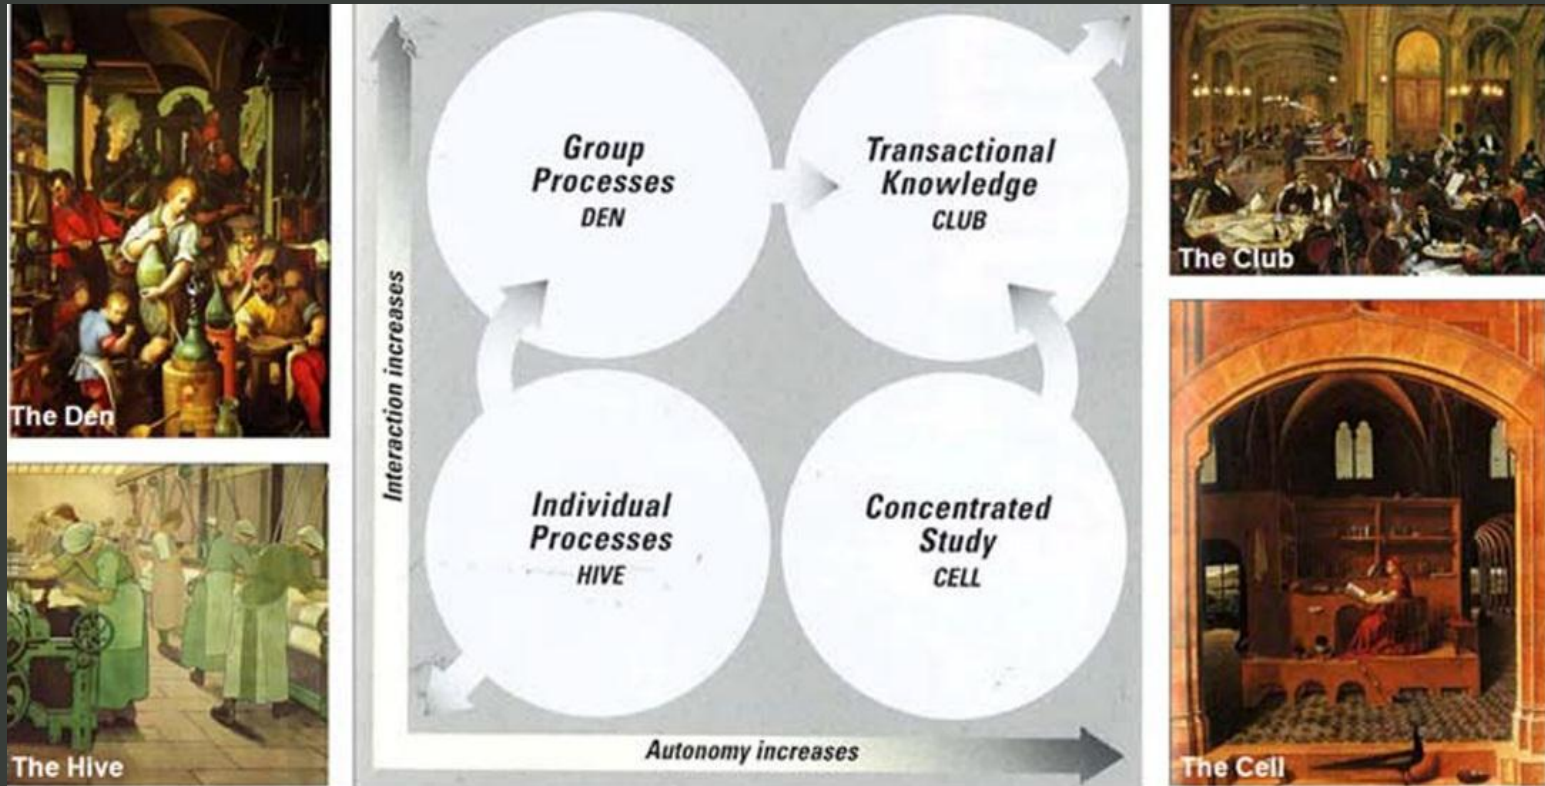 The Den
The Hive
Interaction increases
Group
Processes
DEN
Transactional
Knowledge
CLUB
Individual
Processes
HIVE
Concentrated
Study
CELL
Autonomy increases
The Club
The Cell